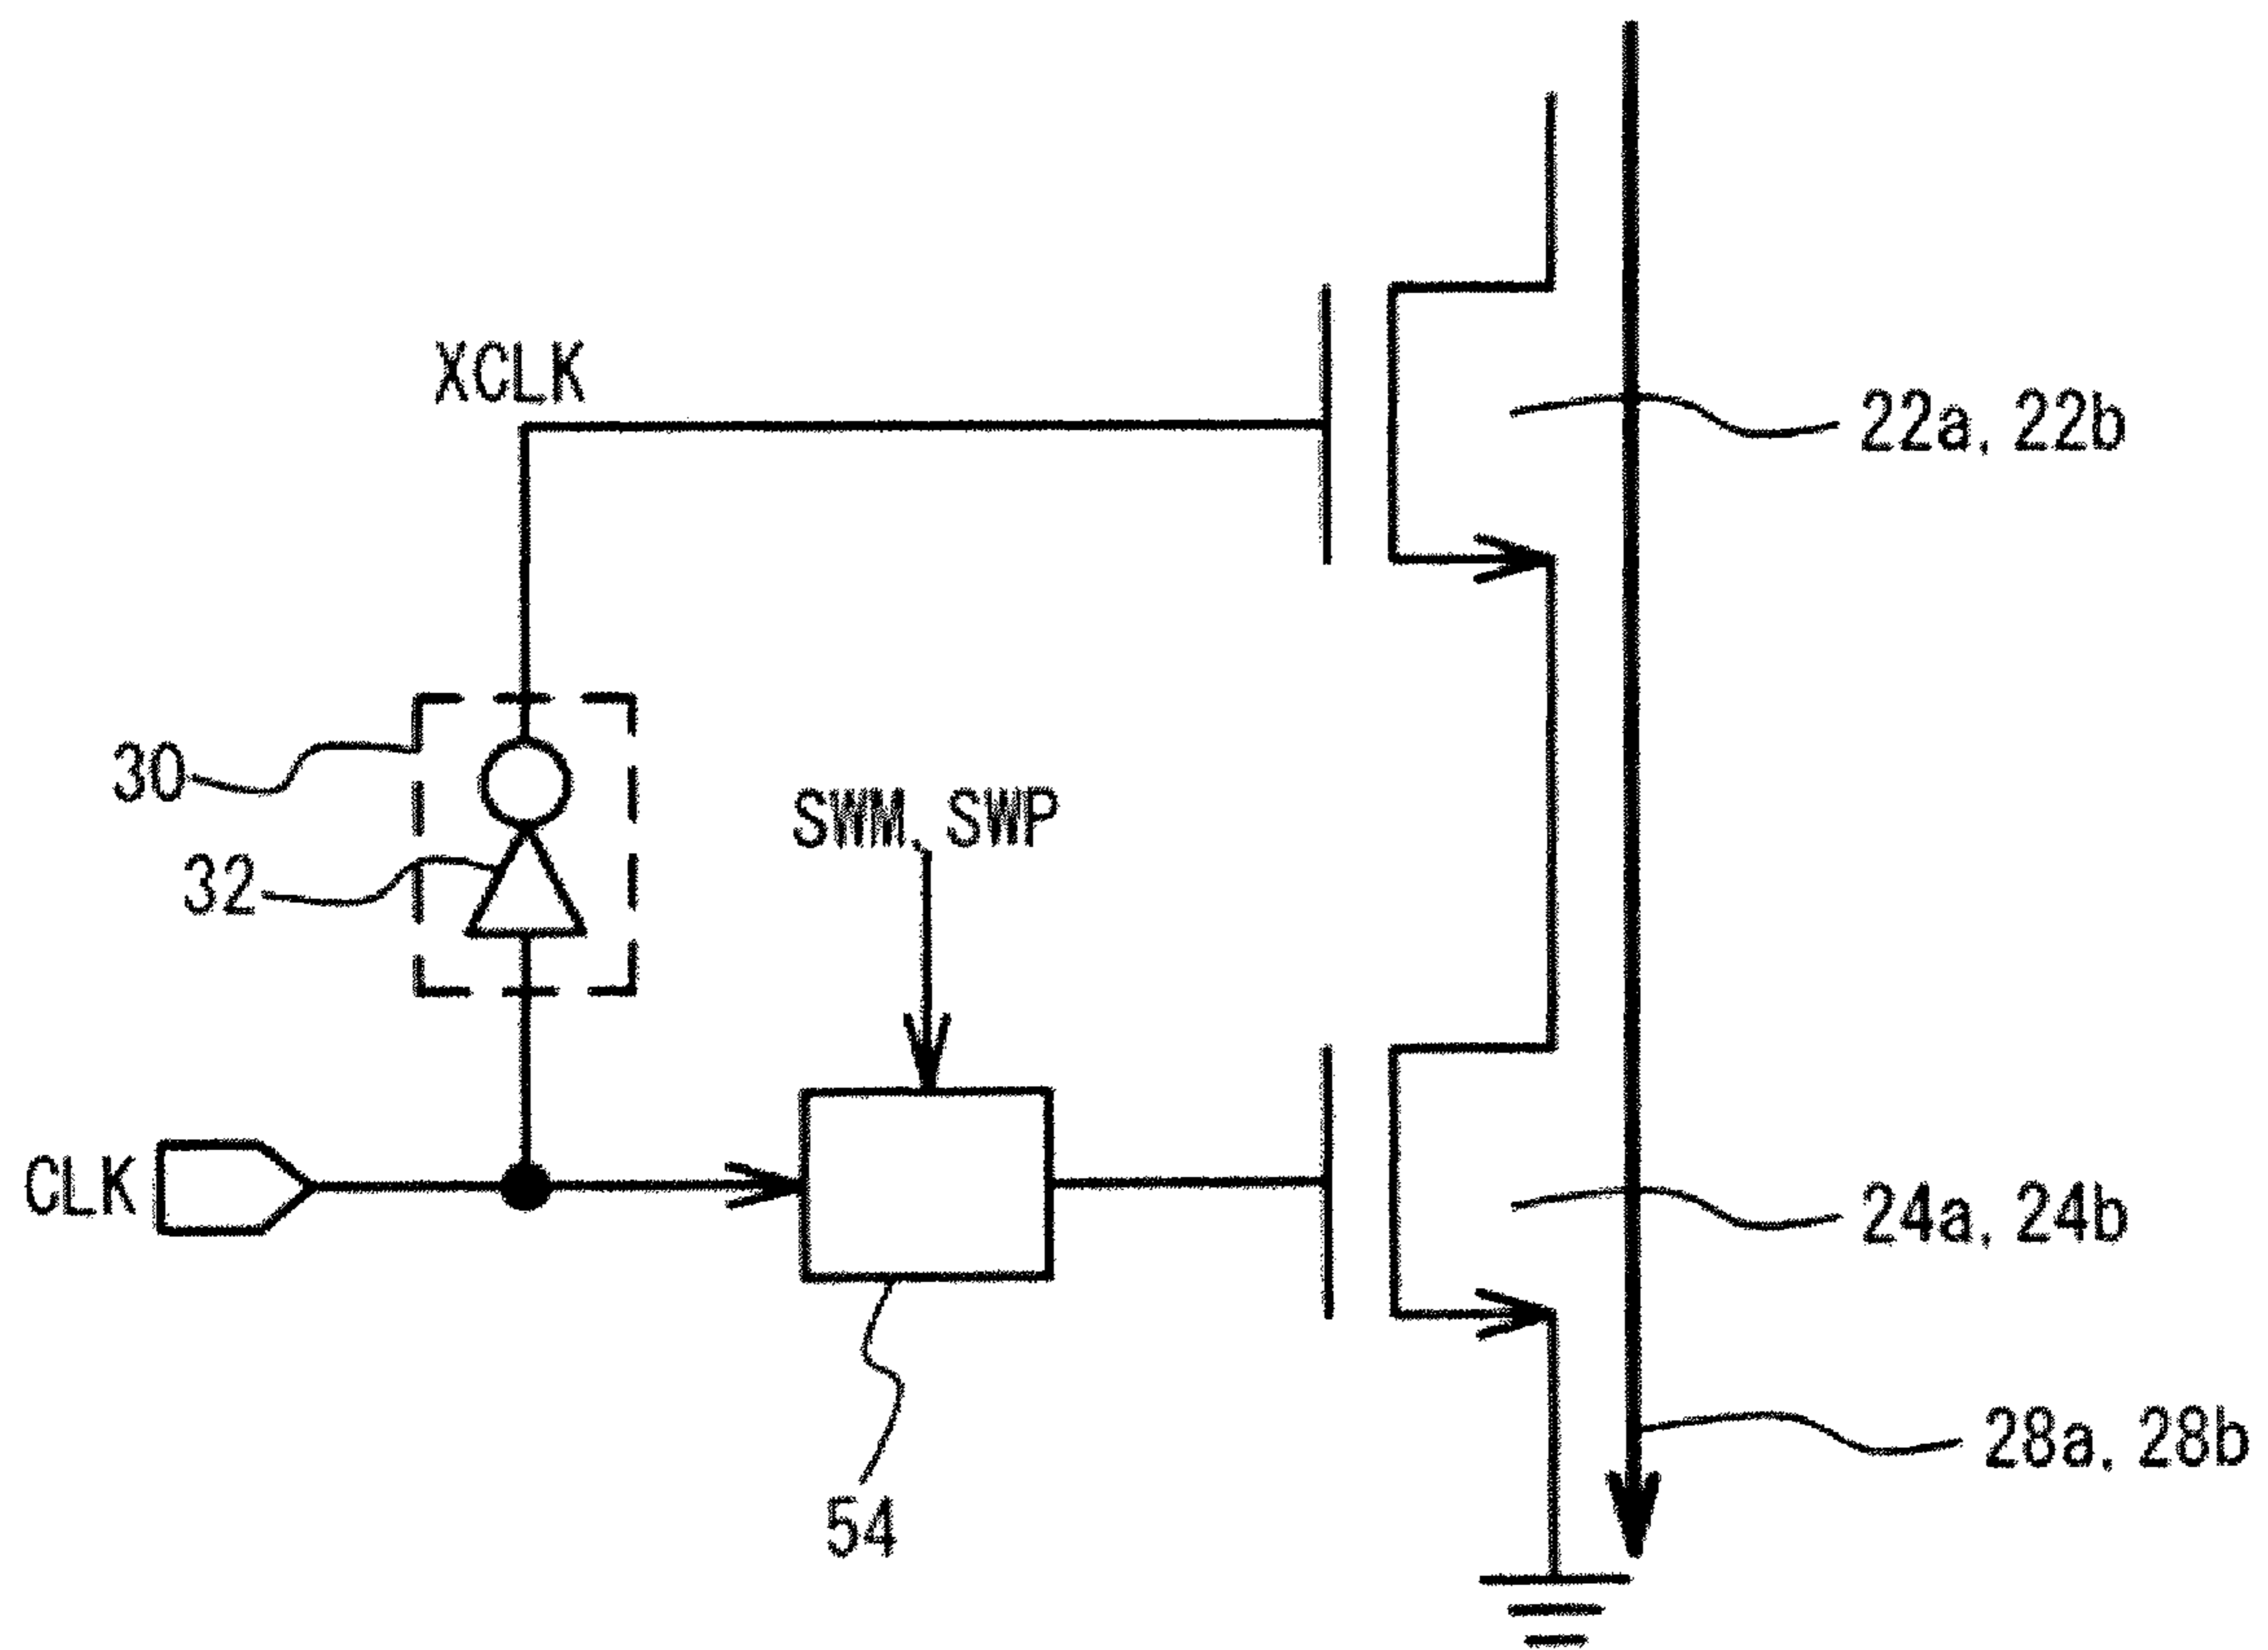 XCLK
22a, 22b
30
SWM, SWP
32
CLK
24a, 24b
28a, 28b
54